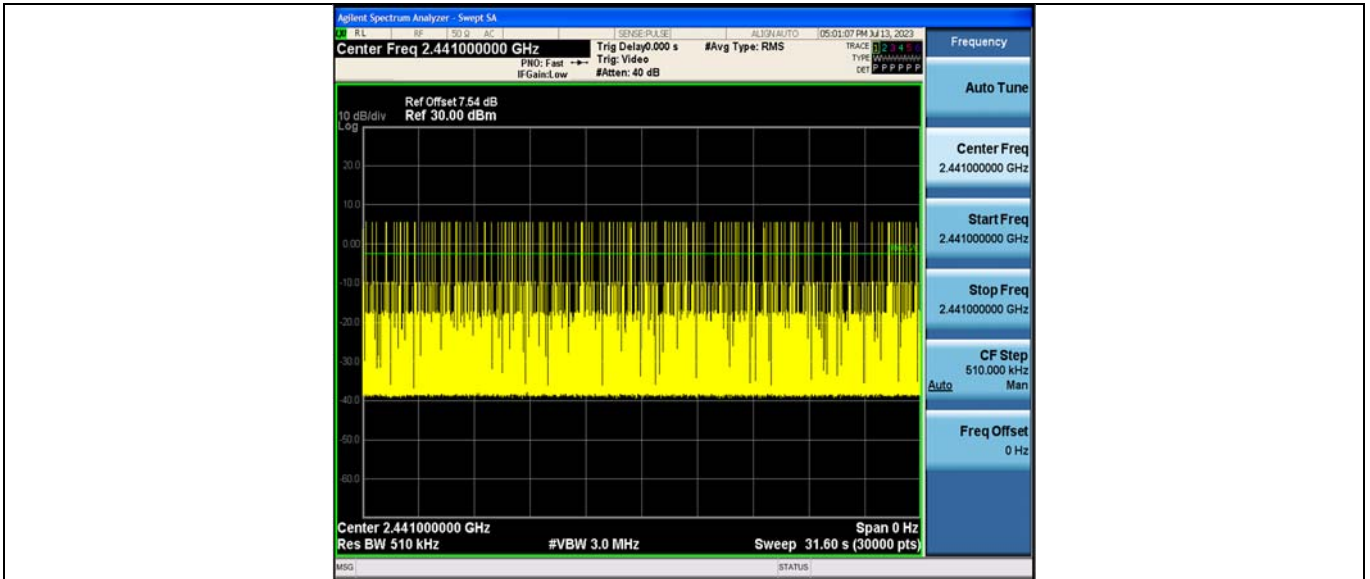 Agilent Spectrum Analyzer - Swept SA
RL RF 50 Ω AC SENSE:PULSE ALIGNAUTO 05:01:07 PM Jul 13, 2023
Center Freq 2.441000000 GHz
Trig Delay0.000 s #Avg Type: RMS TRACE 1 2 3 4 5 6
PNO: Fast Trig: Video TYPE
IFGain:Low #Atten: 40 dB DET P P P P P P
Frequency
Auto Tune
Center Freq
2.441000000 GHz
Start Freq
2.441000000 GHz
Stop Freq
2.441000000 GHz
CF Step
510.000 kHz
Auto Man
Freq Offset
0 Hz
Ref Offset 7.54 dB
10 dB/div Ref 30.00 dBm
Log
20.0
10.0
0.00
-10.0
-20.0
-30.0
-40.0
-50.0
-60.0
Center 2.441000000 GHz Span 0 Hz
Res BW 510 kHz #VBW 3.0 MHz Sweep 31.60 s (30000 pts)
MSG STATUS